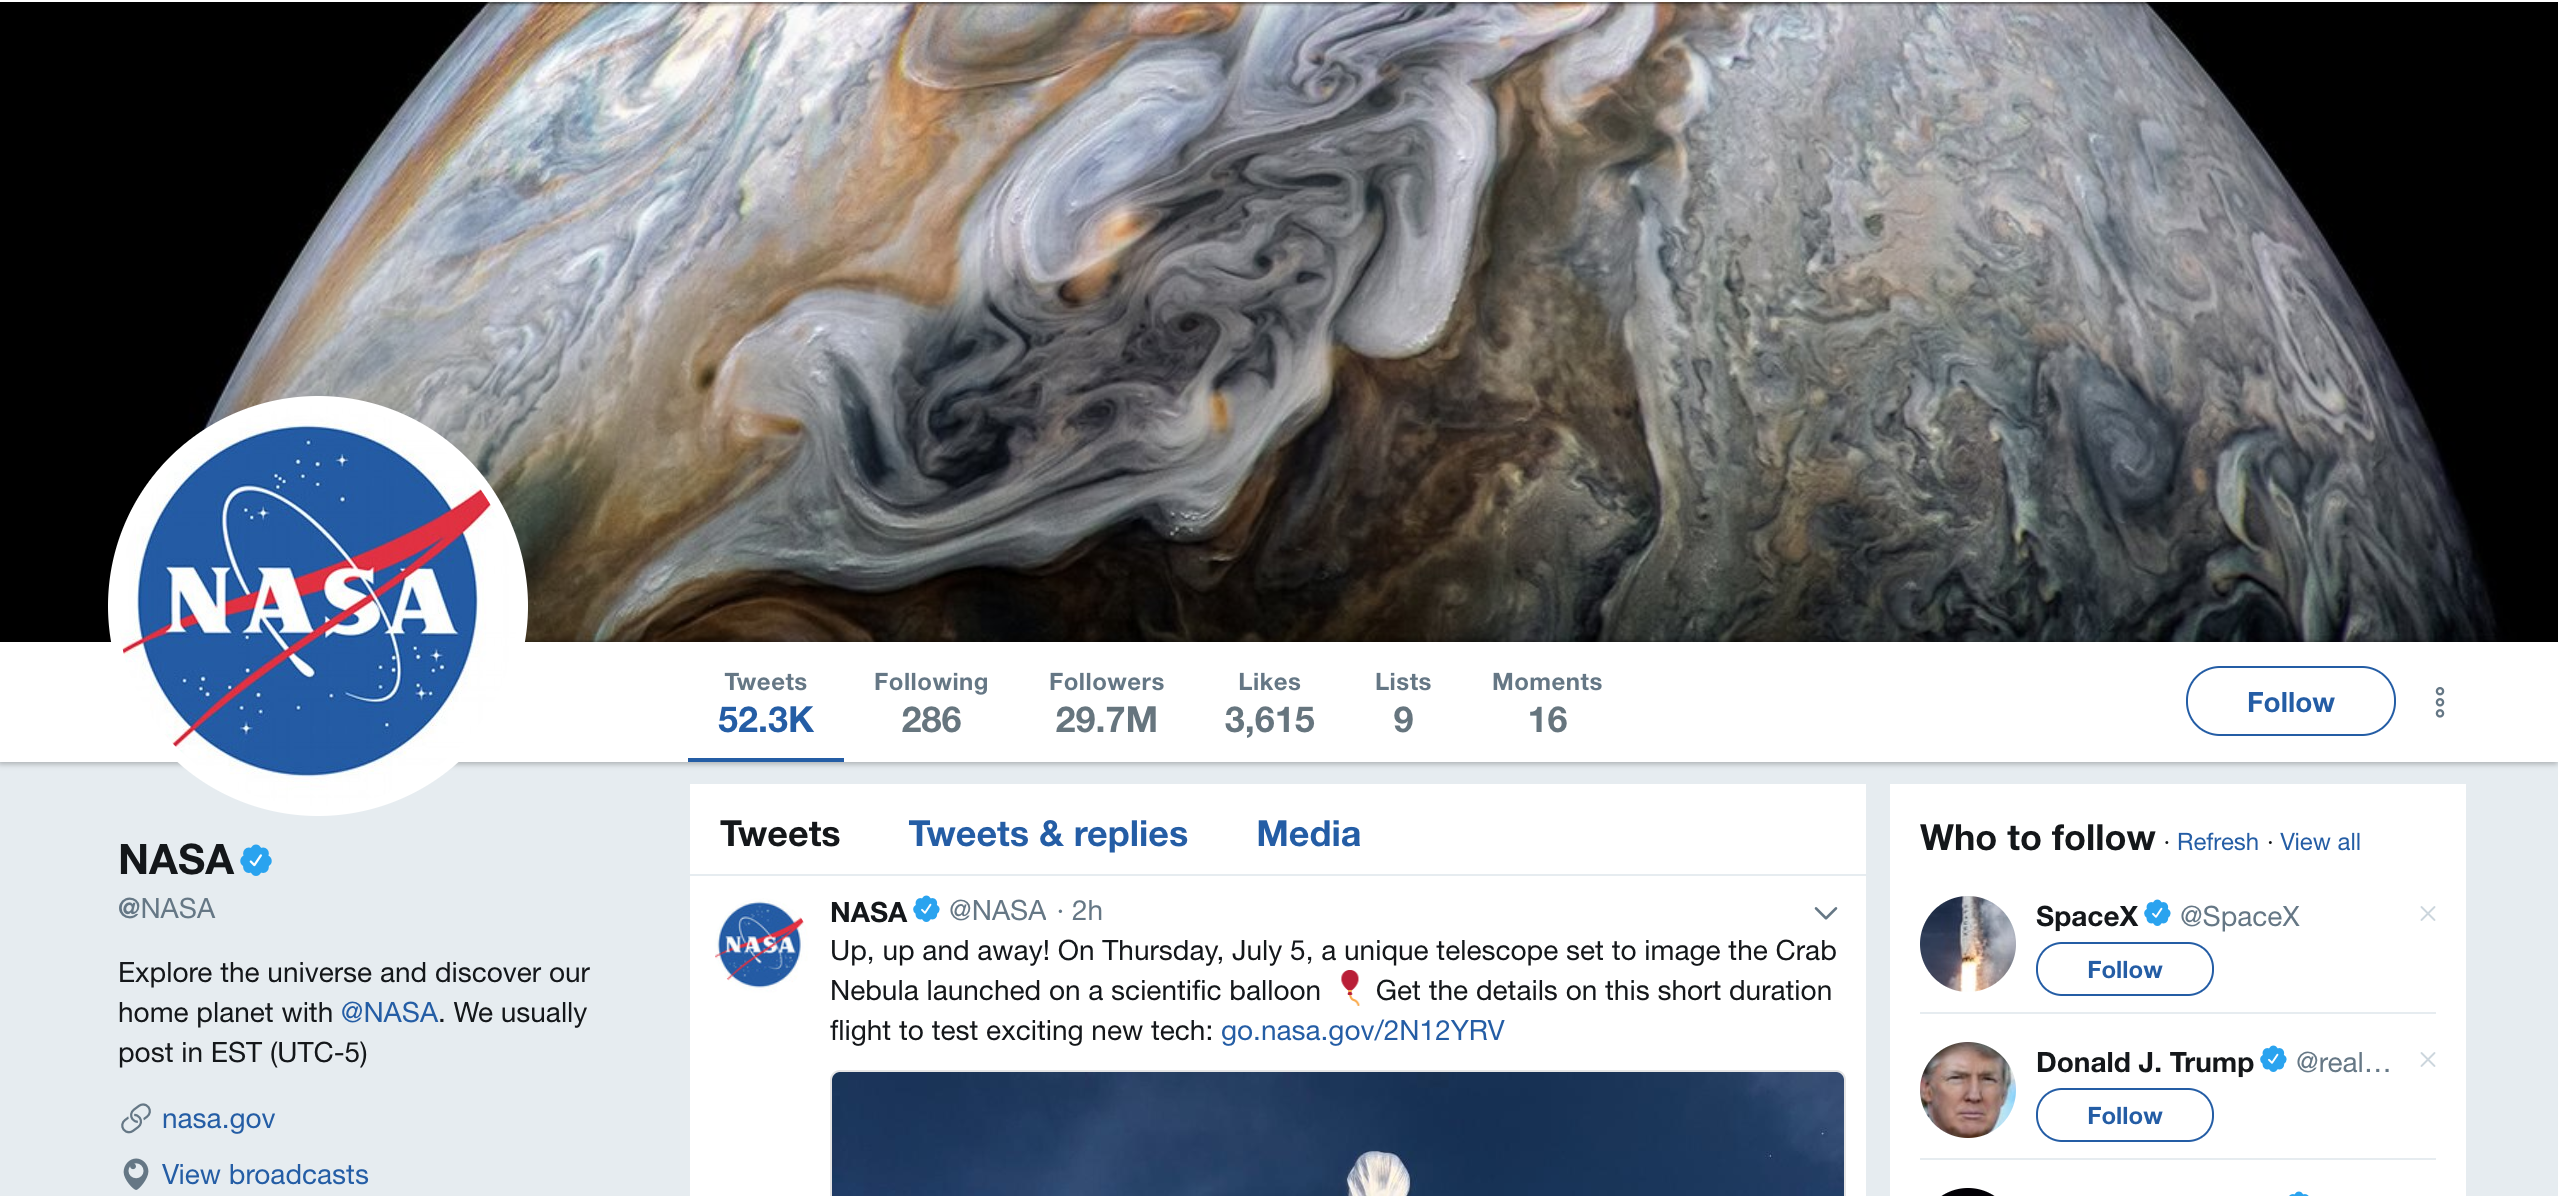 NASA
Tweets
52.3K
Following
286
Followers
29.7M
Likes
3,615
Lists
9
Moments
16
Follow
NASA
@NASA
Explore the universe and discover our
home planet with @NASA. We usually
post in EST (UTC-5)
nasa.gov
View broadcasts
Tweets
Tweets & replies
Media
NASA
NASA @NASA · 2h
Up, up and away! On Thursday, July 5, a unique telescope set to image the Crab
Nebula launched on a scientific balloon 🎈 Get the details on this short duration
flight to test exciting new tech: go.nasa.gov/2N12YRV
Who to follow · Refresh · View all
SpaceX @SpaceX
Follow
Donald J. Trump @real...
Follow